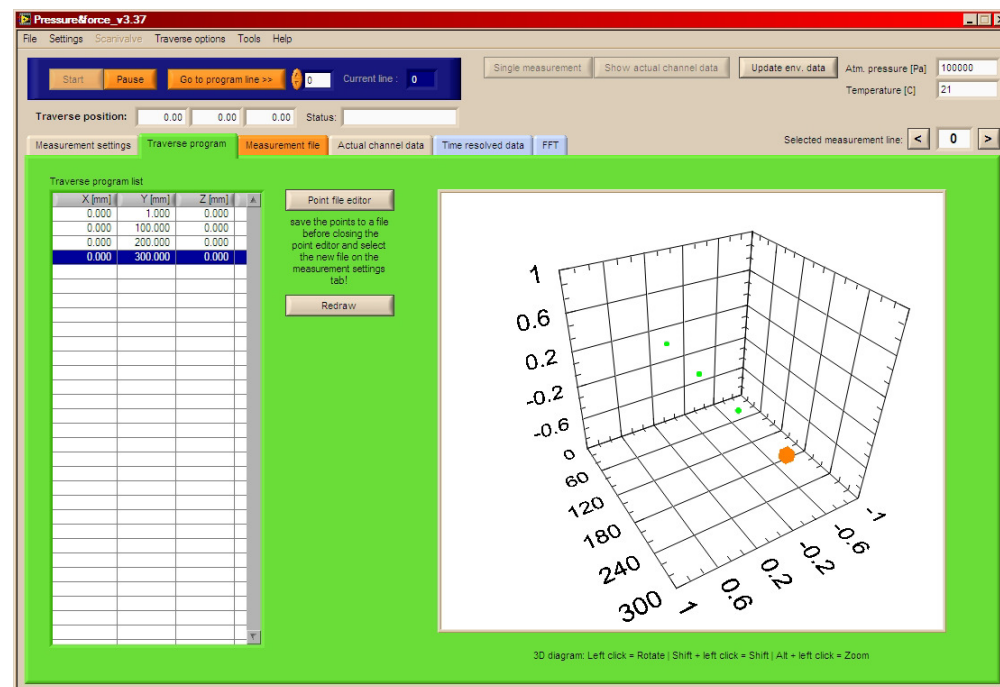 Pressure&force_v3.37
File Settings Scanivalve Traverse options Tools Help
Start Pause Go to program line >> 0 Current line : 0
Single measurement Show actual channel data Update env. data Atm. pressure [Pa] 100000
Temperature [C] 21
Traverse position: 0.00 0.00 0.00 Status:
Measurement settings Traverse program Measurement file Actual channel data Time resolved data FFT
Selected measurement line: < 0 >
Traverse program list
X [mm] Y [mm] Z [mm]
0.000 1.000 0.000
0.000 100.000 0.000
0.000 200.000 0.000
0.000 300.000 0.000
Point file editor
save the points to a file
before closing the
point editor and select
the new file on the
measurement settings
tab!
Redraw
1
0.6
0.2
-0.2
-0.6
0
60
120
180
240
300
1
0.6
0.2
-0.2
-0.6
-1
3D diagram: Left click = Rotate | Shift + left click = Shift | Alt + left click = Zoom